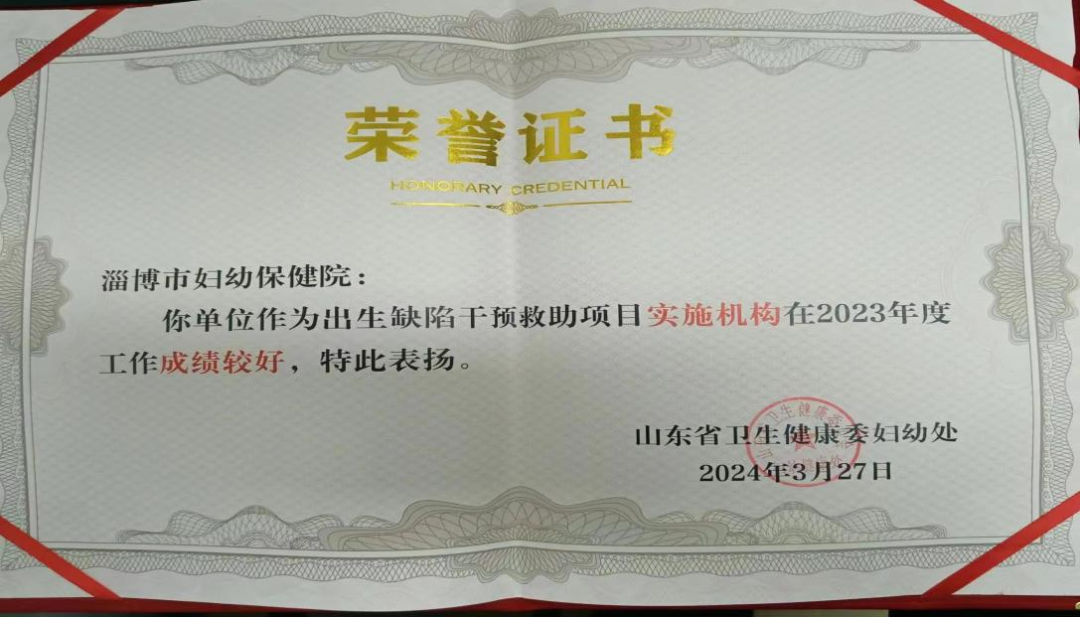 荣誉证书
HONORARY CREDENTIAL
淄博市妇幼保健院：
你单位作为出生缺陷干预救助项目实施机构在2023年度
工作成绩较好，特此表扬。
山东省卫生健康委妇幼处
2024年3月27日